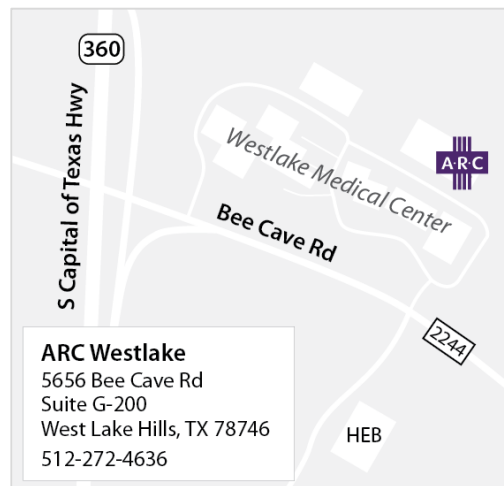 360
S Capital of Texas Hwy
Westlake Medical Center
A·R·C
Bee Cave Rd
2244
ARC Westlake
5656 Bee Cave Rd
Suite G-200
West Lake Hills, TX 78746
512-272-4636
HEB